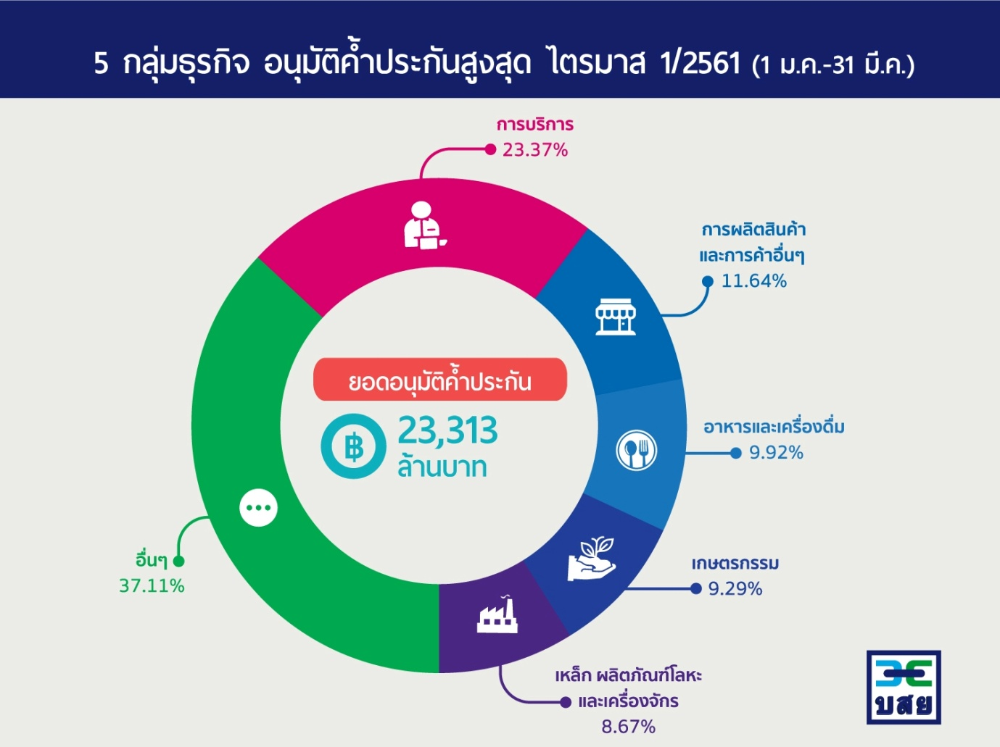 5 กลุ่มธุรกิจ อนุมัติค้ำประกันสูงสุด ไตรมาส 1/2561 (1 ม.ค.-31 มี.ค.)
การบริการ
23.37%
การผลิตสินค้า
และการค้าอื่นๆ
11.64%
ยอดอนุมัติค้ำประกัน
฿ 23,313
ล้านบาท
อาหารและเครื่องดื่ม
9.92%
อื่นๆ
37.11%
เกษตรกรรม
9.29%
เหล็ก ผลิตภัณฑ์โลหะ
และเครื่องจักร
8.67%
บสย